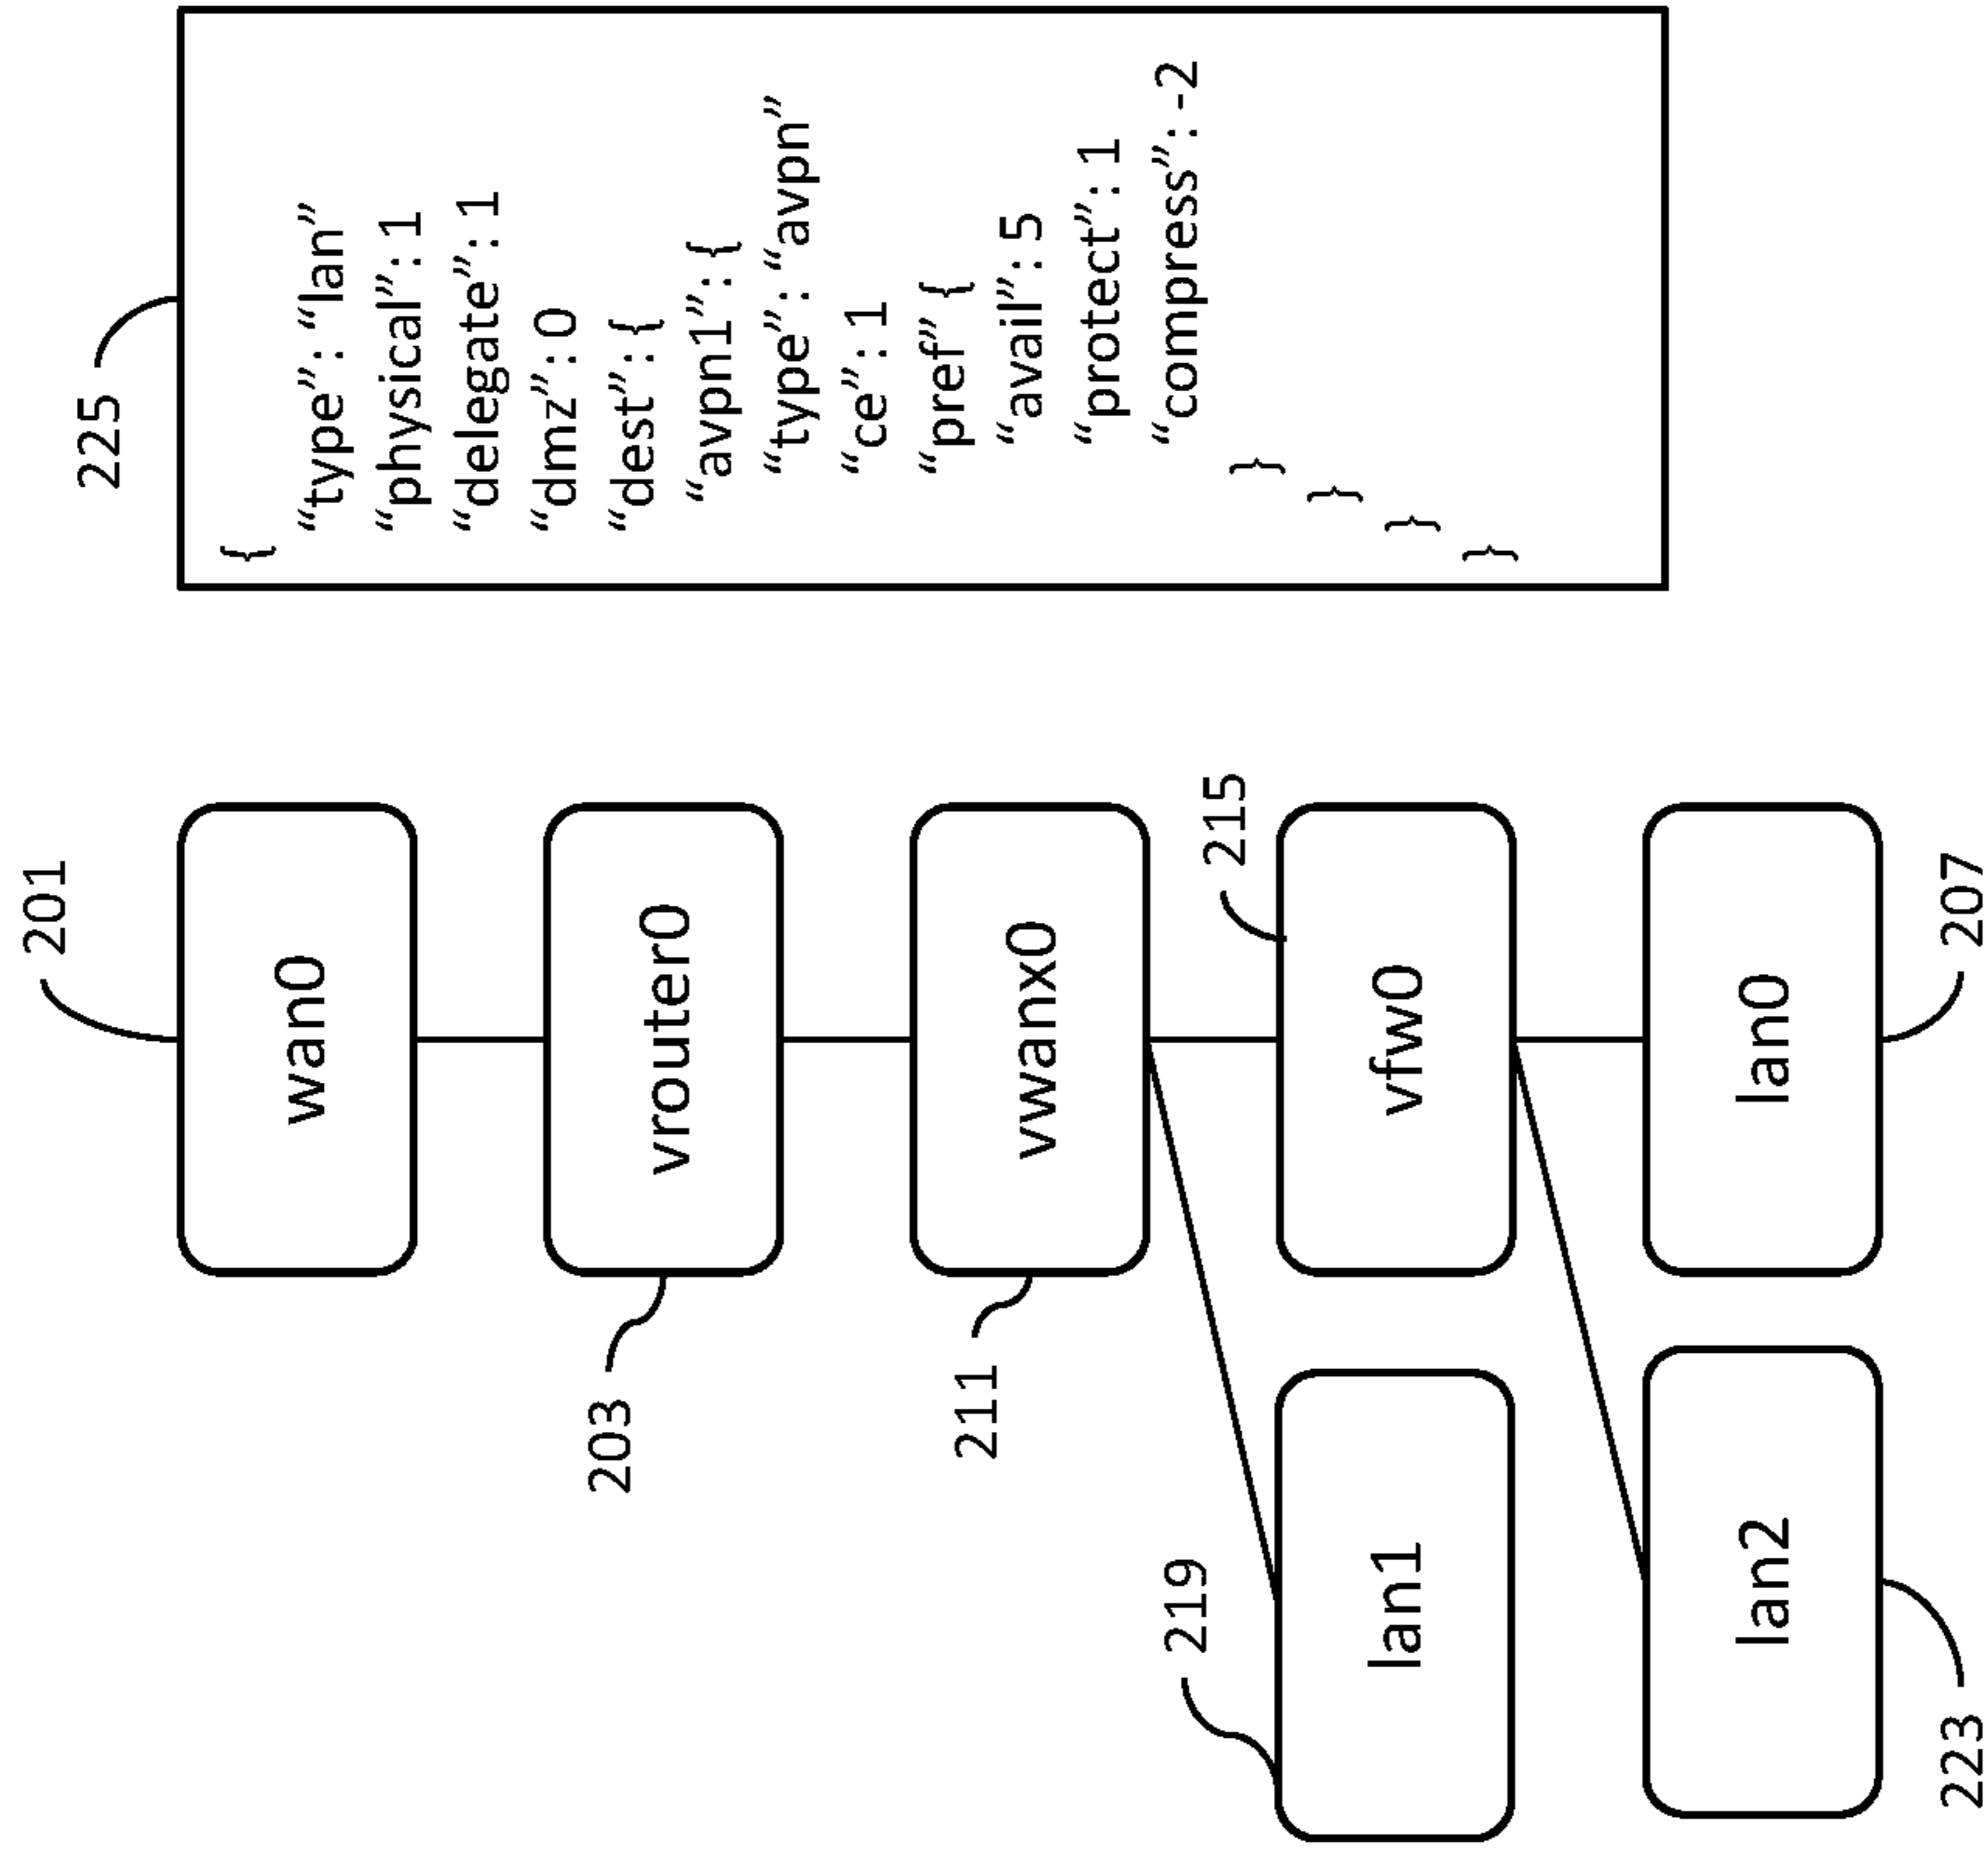 201
wan0
203
vrouter0
211
vwanx0
215
vfw0
219
lan1
lan0
207
lan2
223
225
{
“type”: “lan”
“physical”: 1
“delegate”: 1
“dmz”: 0
“dest”: {
“avpn1”: {
“type”: “avpn”
“ce”: 1
“pref” {
“avail”: 5
“protect”: 1
“compress”: -2
}
}
}
}